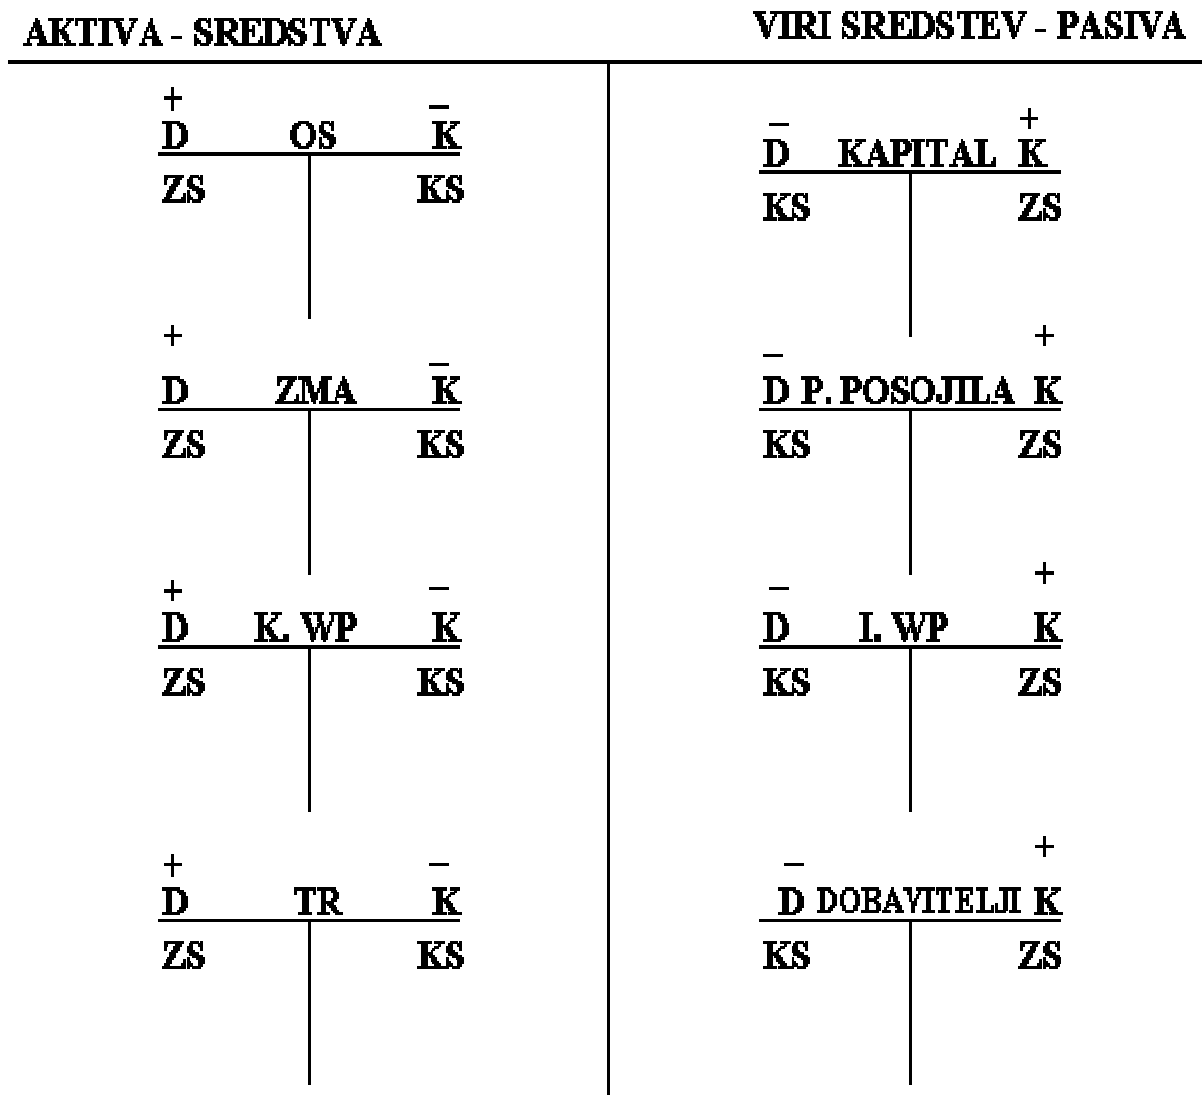 AKTIVA - SREDSTVA
+ –
D OS K
ZS KS
+ –
D ZMA K
ZS KS
+ –
D K. WP K
ZS KS
+ –
D TR K
ZS KS
VIRI SREDSTEV - PASIVA
– +
D KAPITAL K
KS ZS
– +
D P. POSOJILA K
KS ZS
– +
D I. WP K
KS ZS
– +
D DOBAVITELJI K
KS ZS